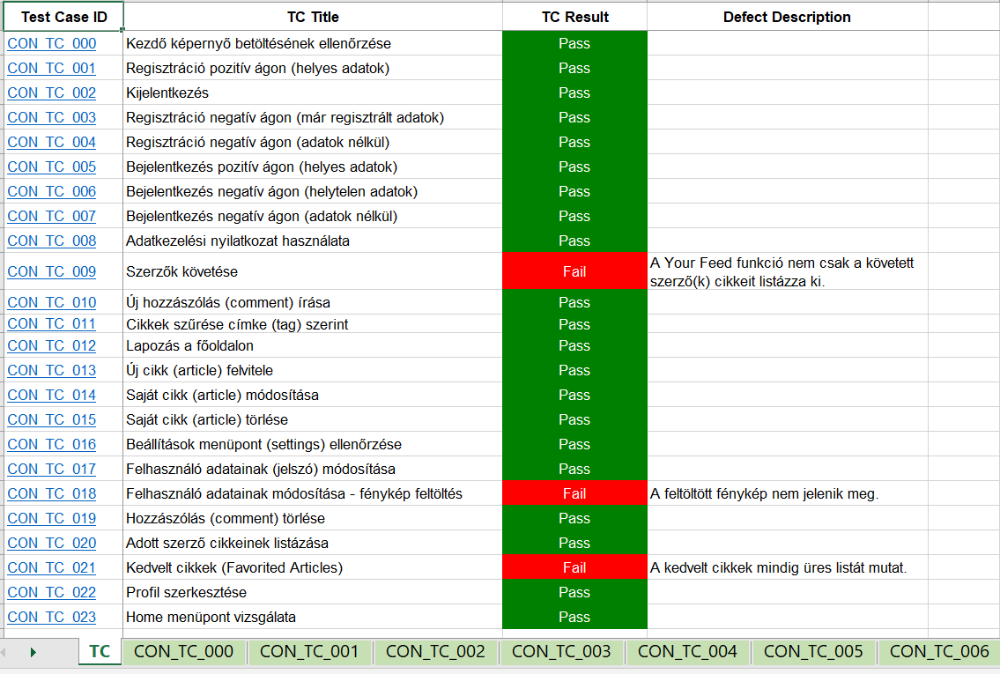 Test Case ID TC Title TC Result Defect Description
CON_TC_000 Kezdő képernyő betöltésének ellenőrzése Pass
CON_TC_001 Regisztráció pozitív ágon (helyes adatok) Pass
CON_TC_002 Kijelentkezés Pass
CON_TC_003 Regisztráció negatív ágon (már regisztrált adatok) Pass
CON_TC_004 Regisztráció negatív ágon (adatok nélkül) Pass
CON_TC_005 Bejelentkezés pozitív ágon (helyes adatok) Pass
CON_TC_006 Bejelentkezés negatív ágon (helytelen adatok) Pass
CON_TC_007 Bejelentkezés negatív ágon (adatok nélkül) Pass
CON_TC_008 Adatkezelési nyilatkozat használata Pass
CON_TC_009 Szerzők követése Fail A Your Feed funkció nem csak a követett
szerző(k) cikkeit listázza ki.
CON_TC_010 Új hozzászólás (comment) írása Pass
CON_TC_011 Cikkek szűrése címke (tag) szerint Pass
CON_TC_012 Lapozás a főoldalon Pass
CON_TC_013 Új cikk (article) felvitele Pass
CON_TC_014 Saját cikk (article) módosítása Pass
CON_TC_015 Saját cikk (article) törlése Pass
CON_TC_016 Beállítások menüpont (settings) ellenőrzése Pass
CON_TC_017 Felhasználó adatainak (jelszó) módosítása Pass
CON_TC_018 Felhasználó adatainak módosítása - fénykép feltöltés Fail A feltöltött fénykép nem jelenik meg.
CON_TC_019 Hozzászólás (comment) törlése Pass
CON_TC_020 Adott szerző cikkeinek listázása Pass
CON_TC_021 Kedvelt cikkek (Favorited Articles) Fail A kedvelt cikkek mindig üres listát mutat.
CON_TC_022 Profil szerkesztése Pass
CON_TC_023 Home menüpont vizsgálata Pass
TC CON_TC_000 CON_TC_001 CON_TC_002 CON_TC_003 CON_TC_004 CON_TC_005 CON_TC_006